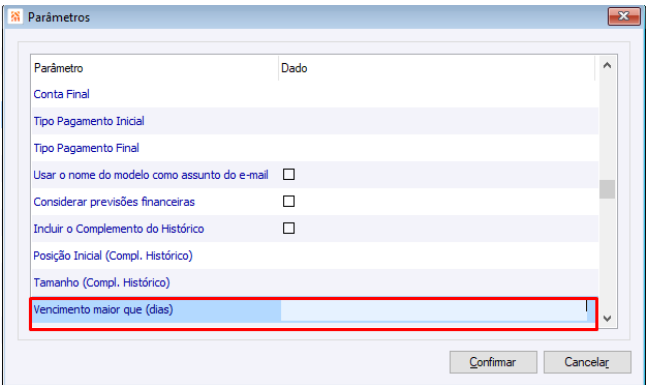 Parâmetros
Parâmetro Dado
Conta Final
Tipo Pagamento Inicial
Tipo Pagamento Final
Usar o nome do modelo como assunto do e-mail
Considerar previsões financeiras
Incluir o Complemento do Histórico
Posição Inicial (Compl. Histórico)
Tamanho (Compl. Histórico)
Vencimento maior que (dias)
Confirmar Cancelar